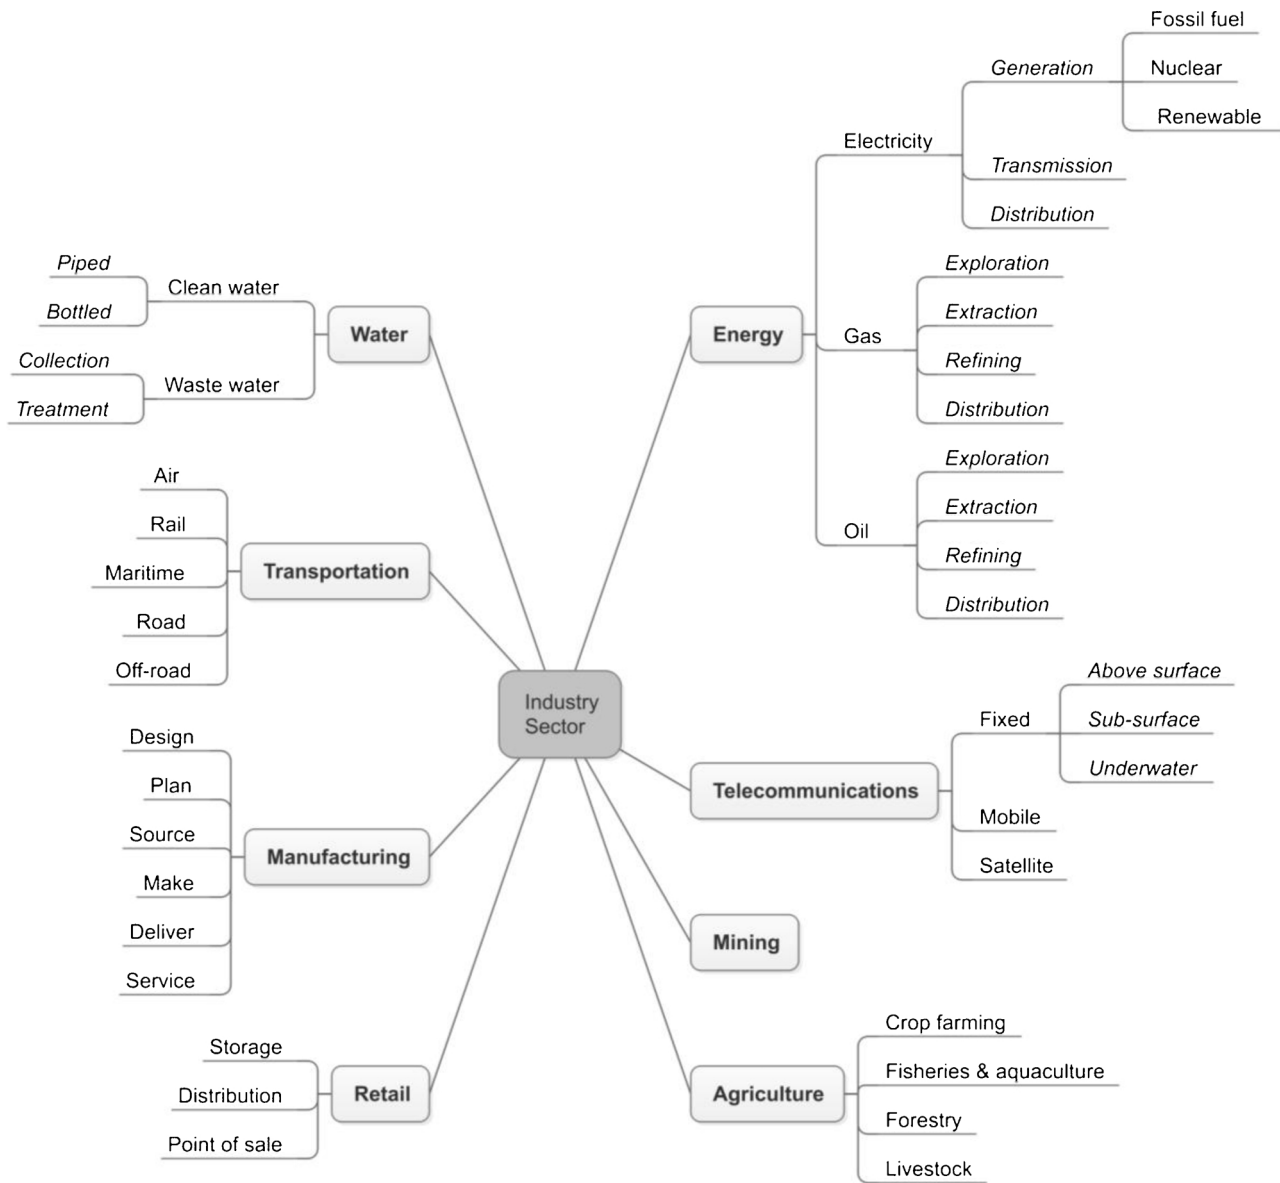 Fossil fuel
Generation
Nuclear
Renewable
Electricity
Transmission
Distribution
Piped
Clean water
Bottled
Water
Collection
Waste water
Treatment
Energy
Exploration
Extraction
Gas
Refining
Distribution
Exploration
Extraction
Oil
Refining
Distribution
Air
Rail
Transportation
Maritime
Road
Off-road
Industry
Sector
Above surface
Fixed
Sub-surface
Underwater
Telecommunications
Mobile
Satellite
Design
Plan
Source
Manufacturing
Make
Deliver
Service
Mining
Storage
Distribution
Retail
Point of sale
Crop farming
Fisheries & aquaculture
Agriculture
Forestry
Livestock